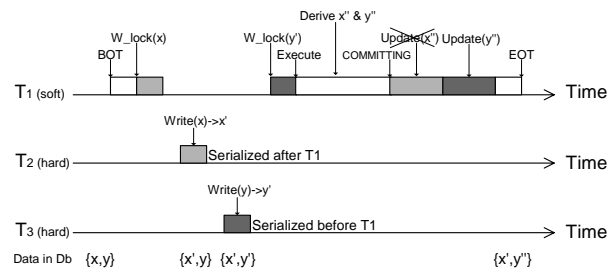 Derive x'' & y''
W_lock(x) W_lock(y') Update(x'') Update(y'')
BOT Execute COMMITTING EOT
T1 (soft) Time
Write(x)->x'
T2 (hard) Serialized after T1 Time
Write(y)->y'
T3 (hard) Serialized before T1 Time
Data in Db {x,y} {x',y} {x',y'} {x',y''}